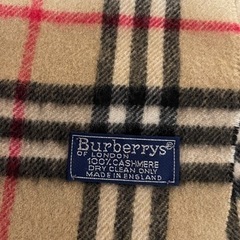 Burberrys
OF LONDON
100% CASHMERE
DRY CLEAN ONLY
MADE IN ENGLAND